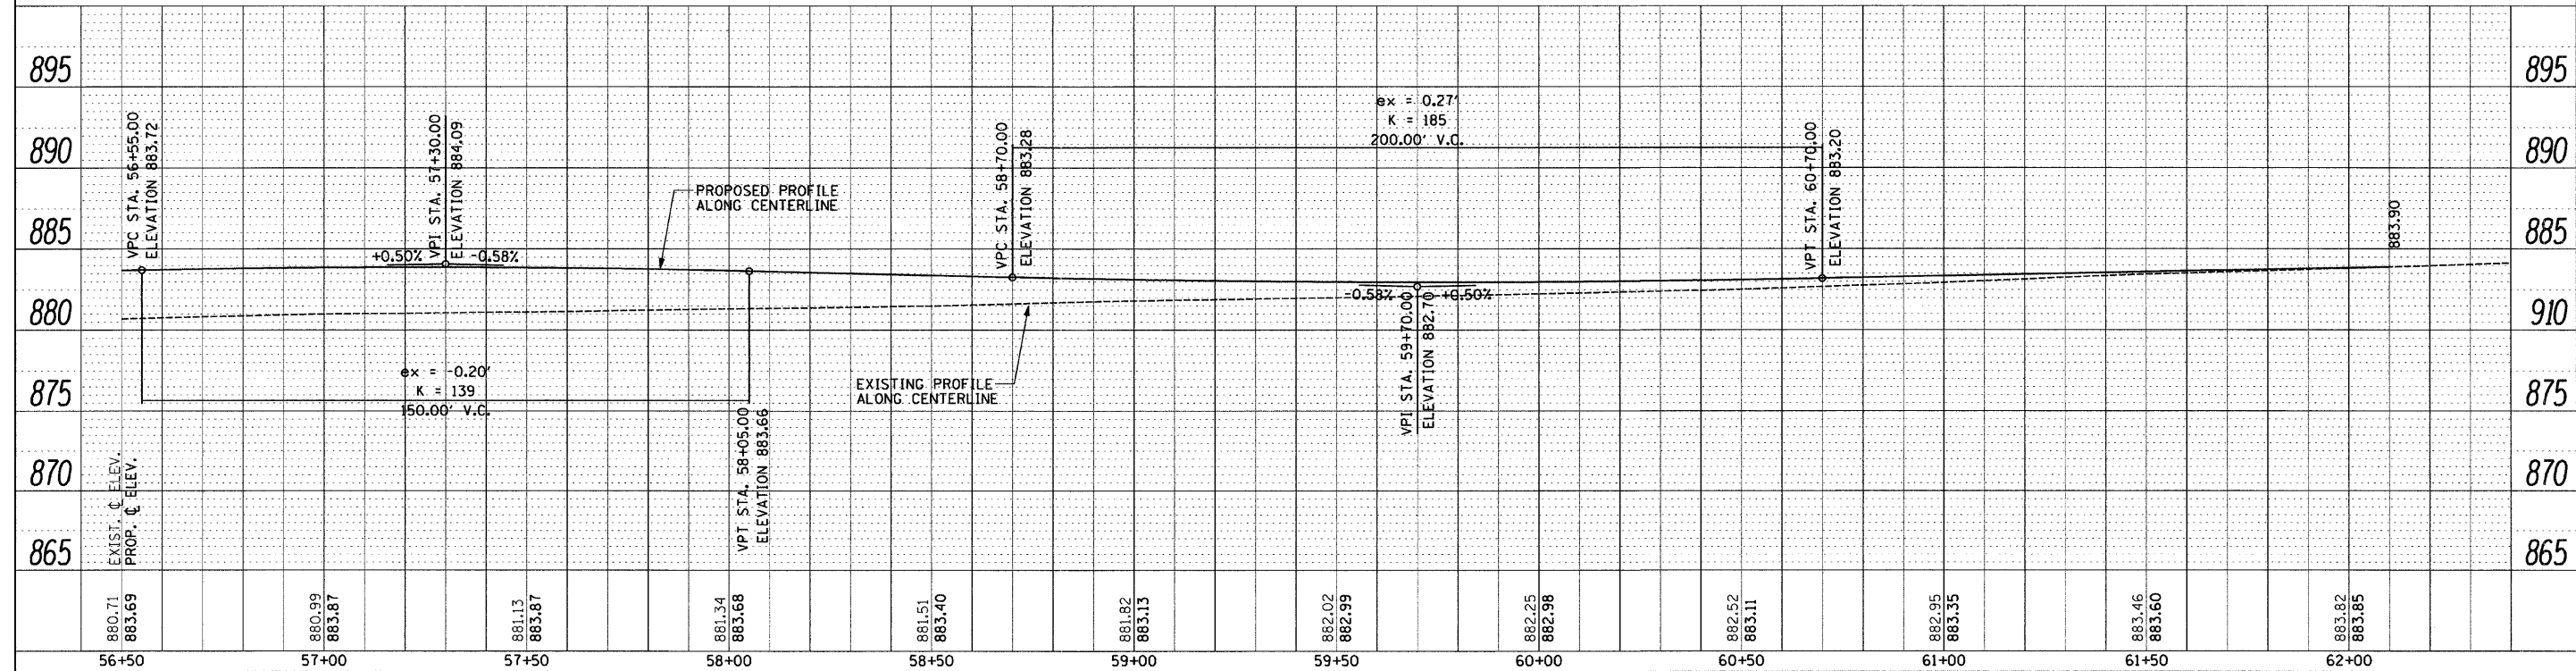 895
890
885
880
875
870
865
895
890
885
910
875
870
865
VPC STA. 56+55.00
ELEVATION 883.72
+0.50%
VPI STA. 57+30.00
ELEVATION 884.09
-0.58%
PROPOSED PROFILE
ALONG CENTERLINE
VPC STA. 58+70.00
ELEVATION 883.28
ex = 0.27'
K = 185
200.00' V.C.
VPT STA. 60+70.00
ELEVATION 883.20
883.90
-0.58%
+0.50%
VPI STA. 59+70.00
ELEVATION 882.70
ex = -0.20'
K = 139
150.00' V.C.
EXISTING PROFILE
ALONG CENTERLINE
VPT STA. 58+05.00
ELEVATION 883.66
EXIST. ℄ ELEV.
PROP. ℄ ELEV.
880.71
883.69
880.99
883.87
881.13
883.87
881.34
883.68
881.51
883.40
881.82
883.13
882.02
882.99
882.25
882.98
882.52
883.11
882.95
883.35
883.46
883.60
883.82
883.85
56+50
57+00
57+50
58+00
58+50
59+00
59+50
60+00
60+50
61+00
61+50
62+00